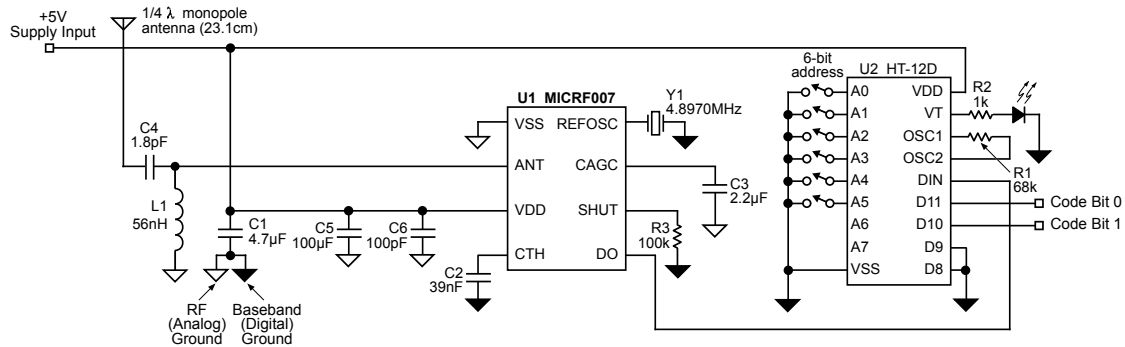 +5V
Supply Input
1/4 λ monopole
antenna (23.1cm)
C4
1.8pF
L1
56nH
C1
4.7µF
RF
(Analog)
Ground
Baseband
(Digital)
Ground
C5
100µF
C6
100pF
C2
39nF
U1 MICRF007
VSS
ANT
VDD
CTH
REFOSC
CAGC
SHUT
DO
Y1
4.8970MHz
C3
2.2µF
R3
100k
6-bit
address
U2 HT-12D
A0
A1
A2
A3
A4
A5
A6
A7
VSS
VDD
VT
OSC1
OSC2
DIN
D11
D10
D9
D8
R2
1k
R1
68k
Code Bit 0
Code Bit 1